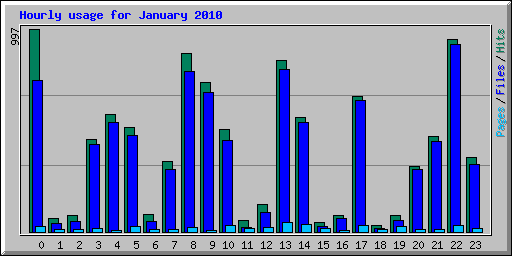 Hourly usage for January 2010
997
Pages / Files / Hits
0 1 2 3 4 5 6 7 8 9 10 11 12 13 14 15 16 17 18 19 20 21 22 23